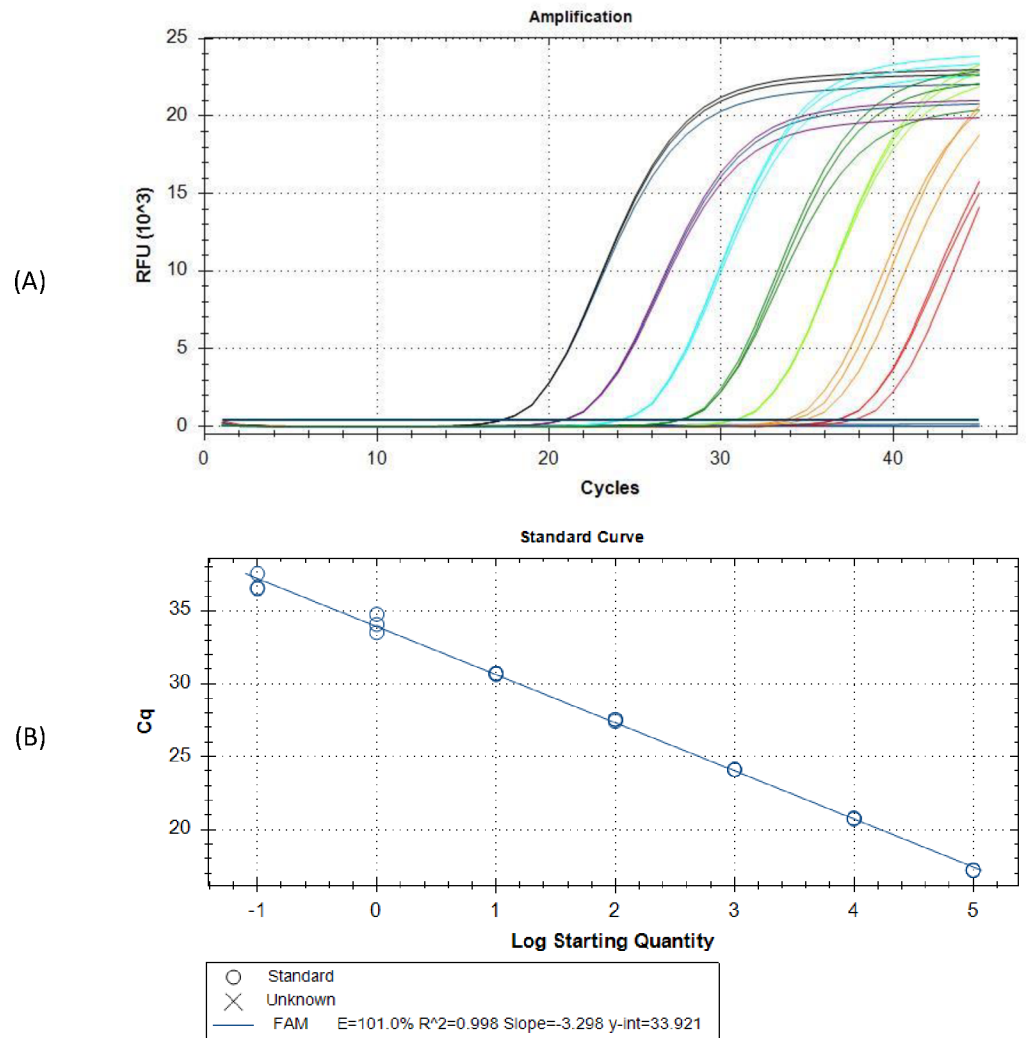 Amplification
25
20
15
10
5
0
RFU (10^3)
(A)
0 10 20 30 40
Cycles
Standard Curve
35
30
25
20
Cq
(B)
-1 0 1 2 3 4 5
Log Starting Quantity
Standard
Unknown
FAM E=101.0% R^2=0.998 Slope=-3.298 y-int=33.921